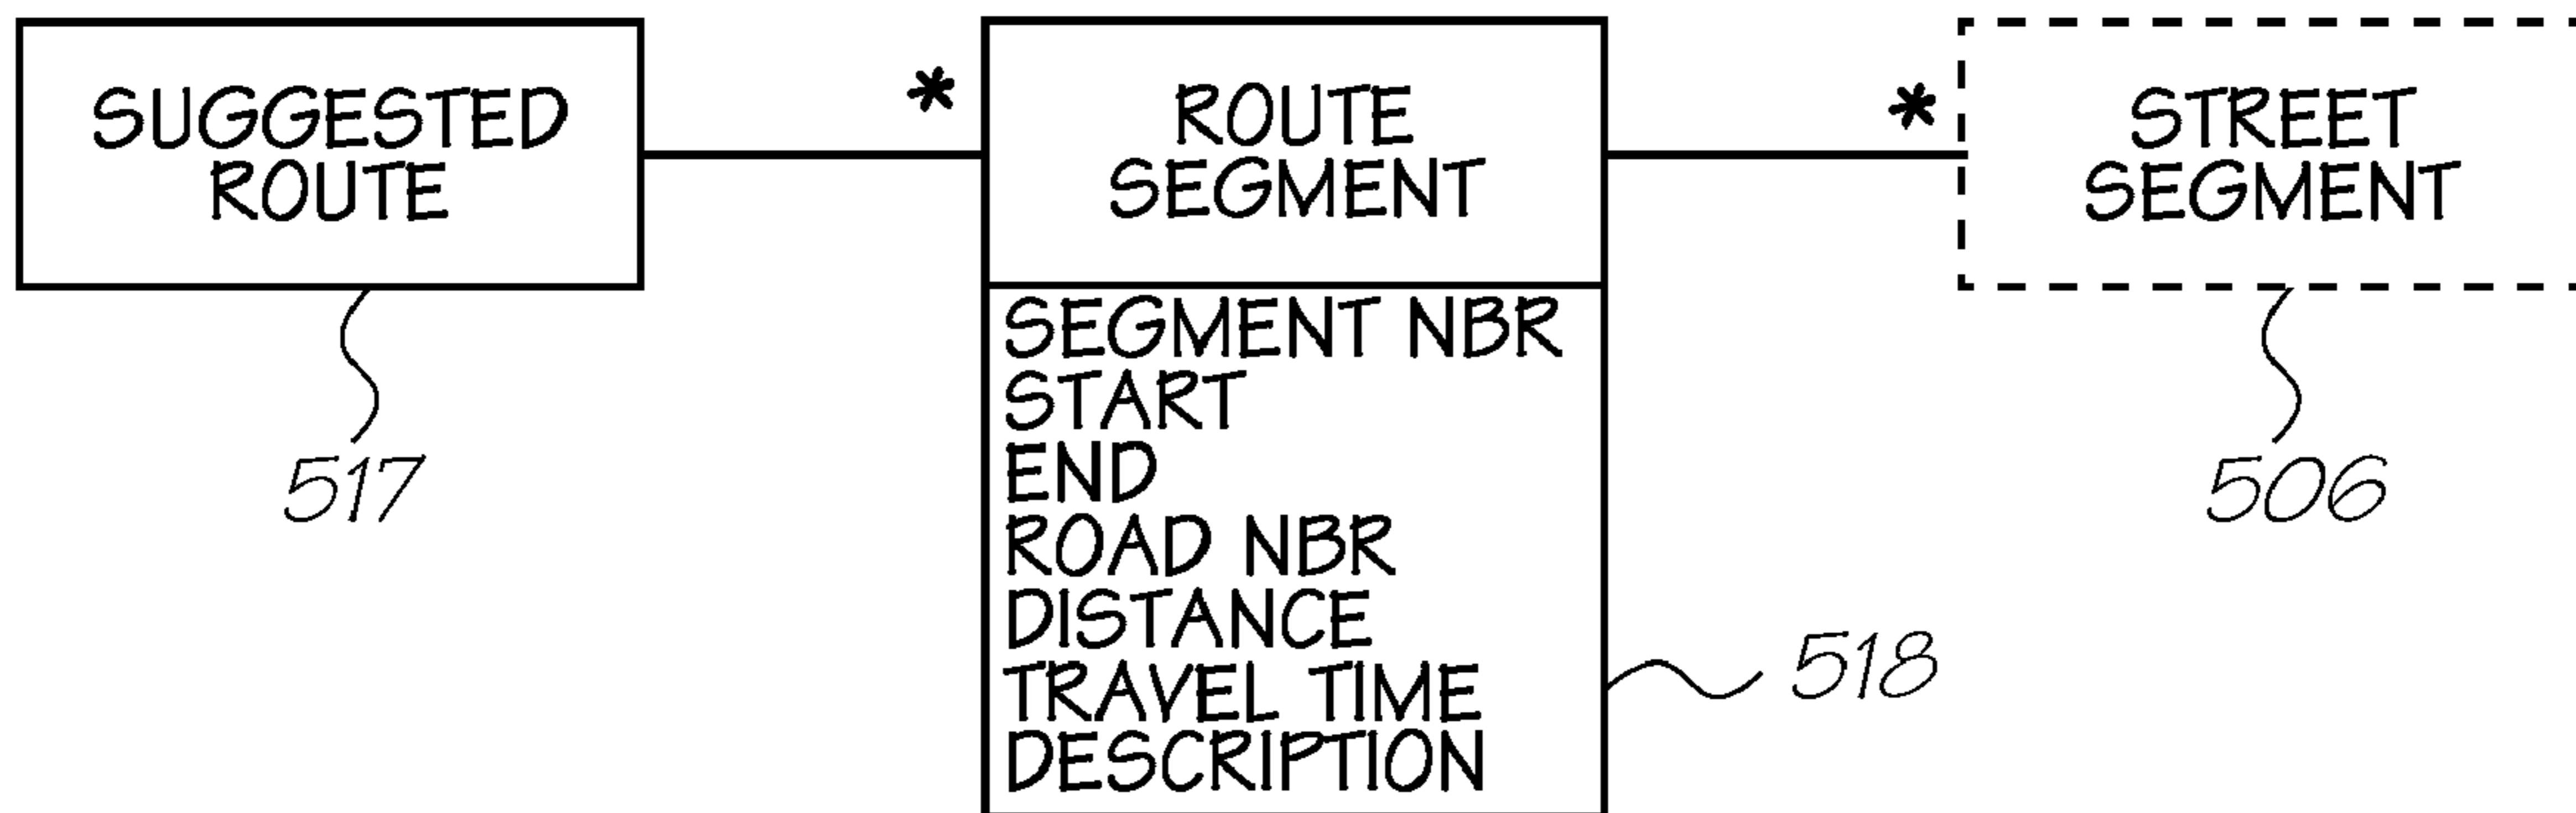 SUGGESTED
ROUTE
517
*
ROUTE
SEGMENT
SEGMENT NBR
START
END
ROAD NBR
DISTANCE
TRAVEL TIME
DESCRIPTION
518
*
STREET
SEGMENT
506